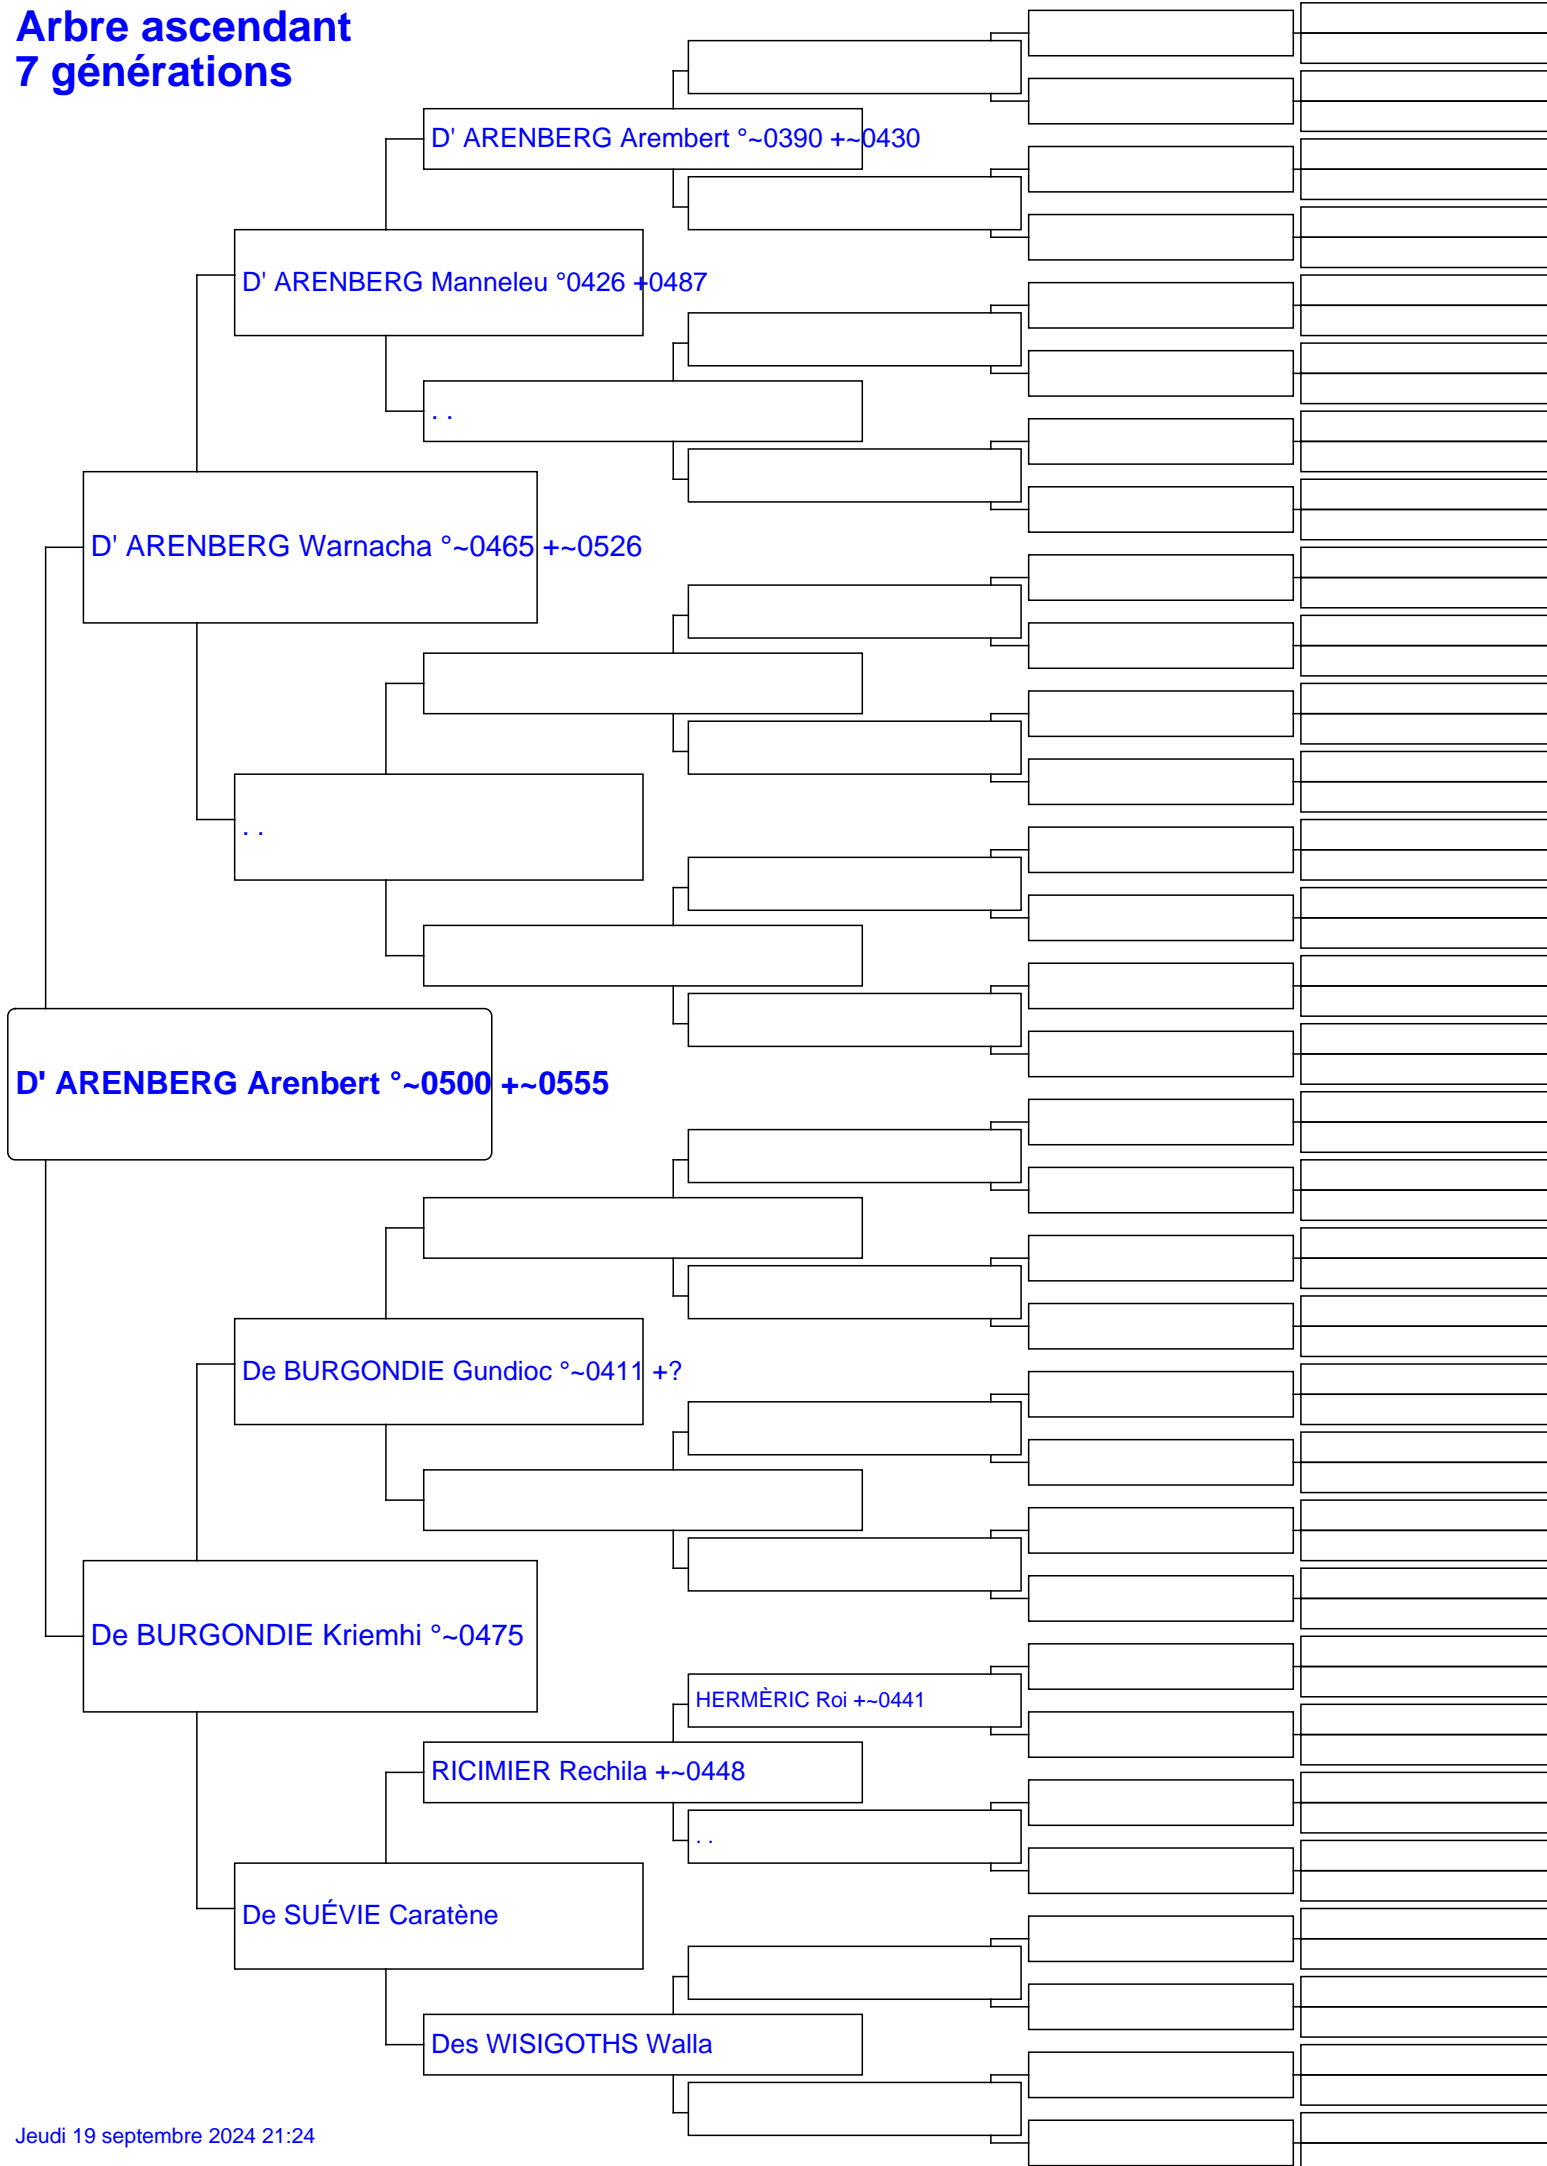 Arbre ascendant
7 générations
D' ARENBERG Arembert °~0390 +~0430
D' ARENBERG Manneleu °0426 +0487
. .
D' ARENBERG Warnacha °~0465 +~0526
. .
D' ARENBERG Arenbert °~0500 +~0555
De BURGONDIE Gundioc °~0411 +?
De BURGONDIE Kriemhi °~0475
HERMÈRIC Roi +~0441
RICIMIER Rechila +~0448
. .
De SUÉVIE Caratène
Des WISIGOTHS Walla
Jeudi 19 septembre 2024 21:24